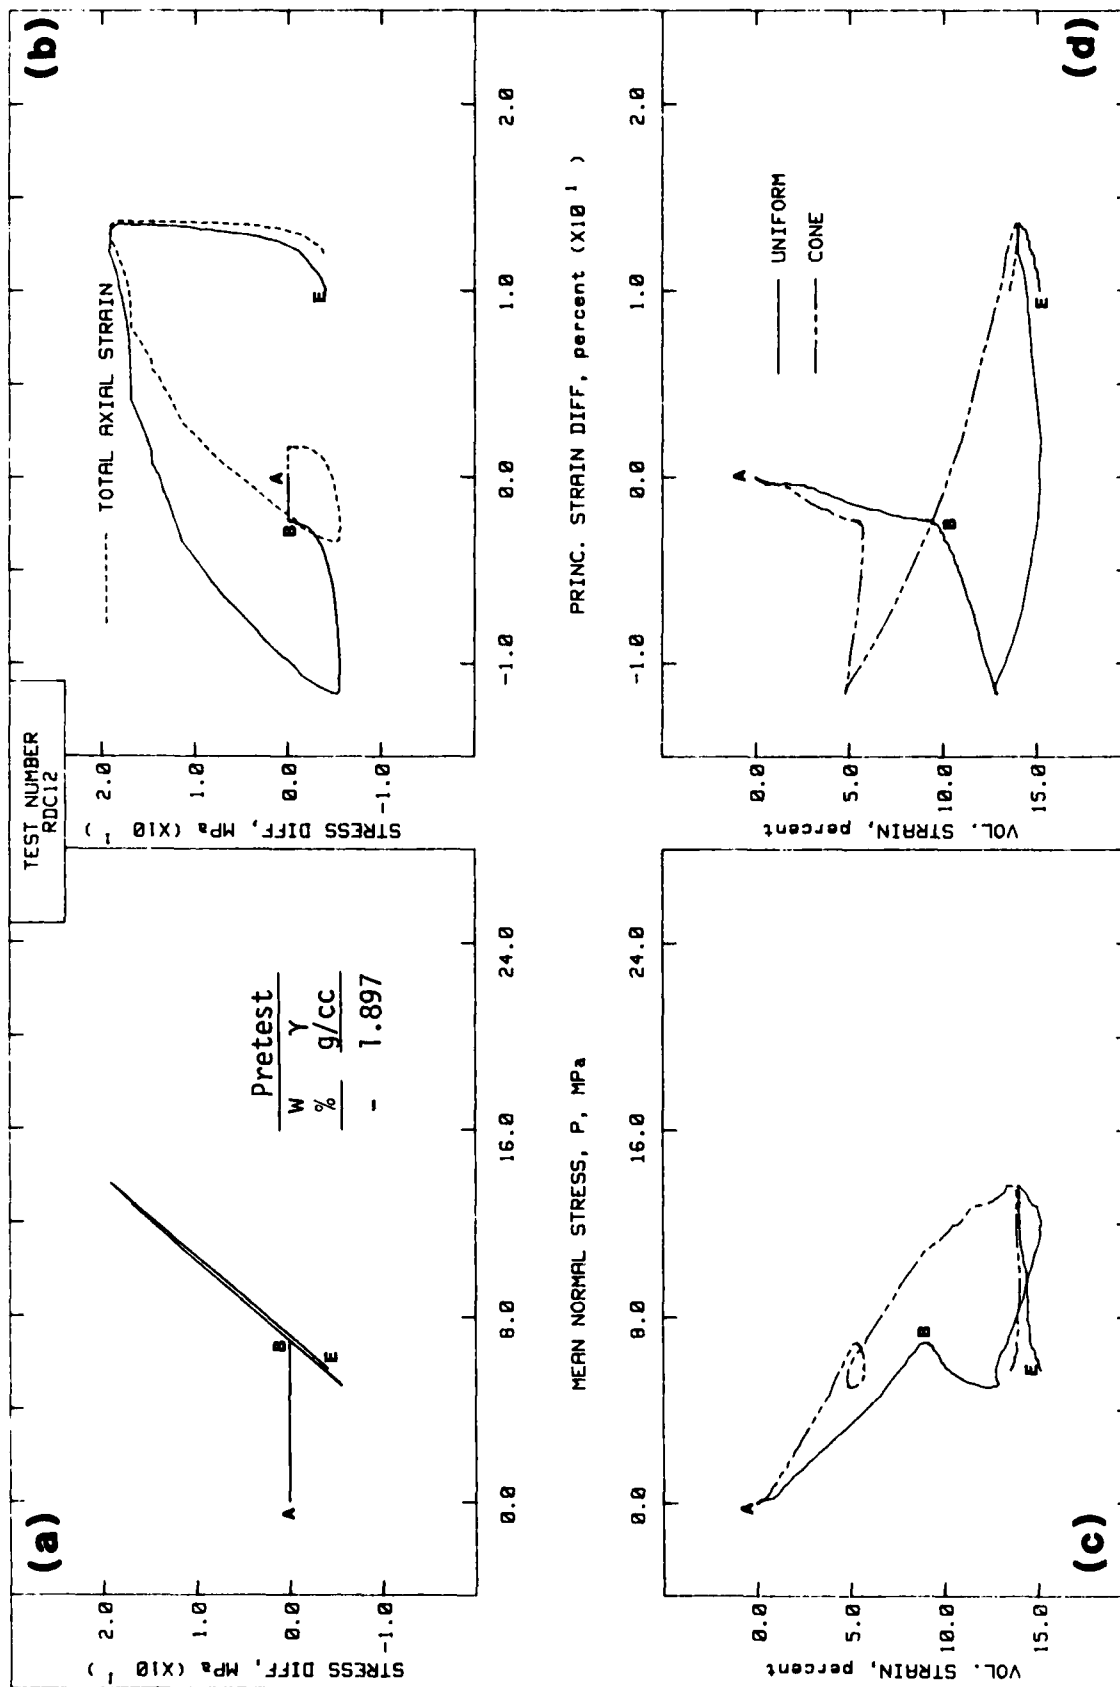 TEST NUMBER
RDC12
(a)
STRESS DIFF, MPa (X10 ¹ )
2.0
1.0
0.0
-1.0
A
B
E
Pretest
W γ
% g/cc
- 1.897
0.0 8.0 16.0 24.0
MEAN NORMAL STRESS, P, MPa
(b)
STRESS DIFF, MPa (X10 ¹ )
2.0
1.0
0.0
-1.0
TOTAL AXIAL STRAIN
A
B
E
-1.0 0.0 1.0 2.0
PRINC. STRAIN DIFF, percent (X10 ¹ )
(c)
VOL. STRAIN, percent
0.0
5.0
10.0
15.0
A
B
E
(d)
VOL. STRAIN, percent
0.0
5.0
10.0
15.0
A
B
E
UNIFORM
CONE